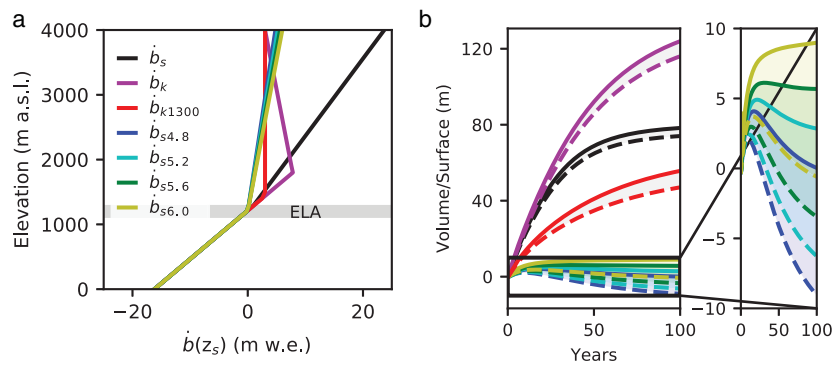 a
Elevation (m a.s.l.)
4000
3000
2000
1000
0
ḃs
ḃk
ḃk1300
ḃs4.8
ḃs5.2
ḃs5.6
ḃs6.0
ELA
−20
0
20
ḃ(zs) (m w.e.)
b
Volume/Surface (m)
120
80
40
0
0
50
100
Years
10
5
0
−5
−10
0
50
100